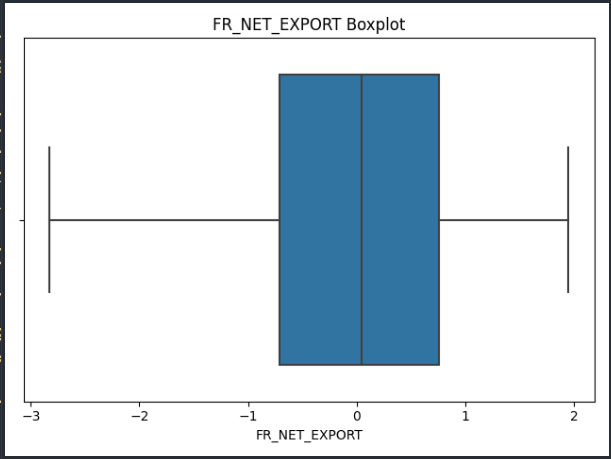 FR_NET_EXPORT Boxplot
−3 −2 −1 0 1 2
FR_NET_EXPORT